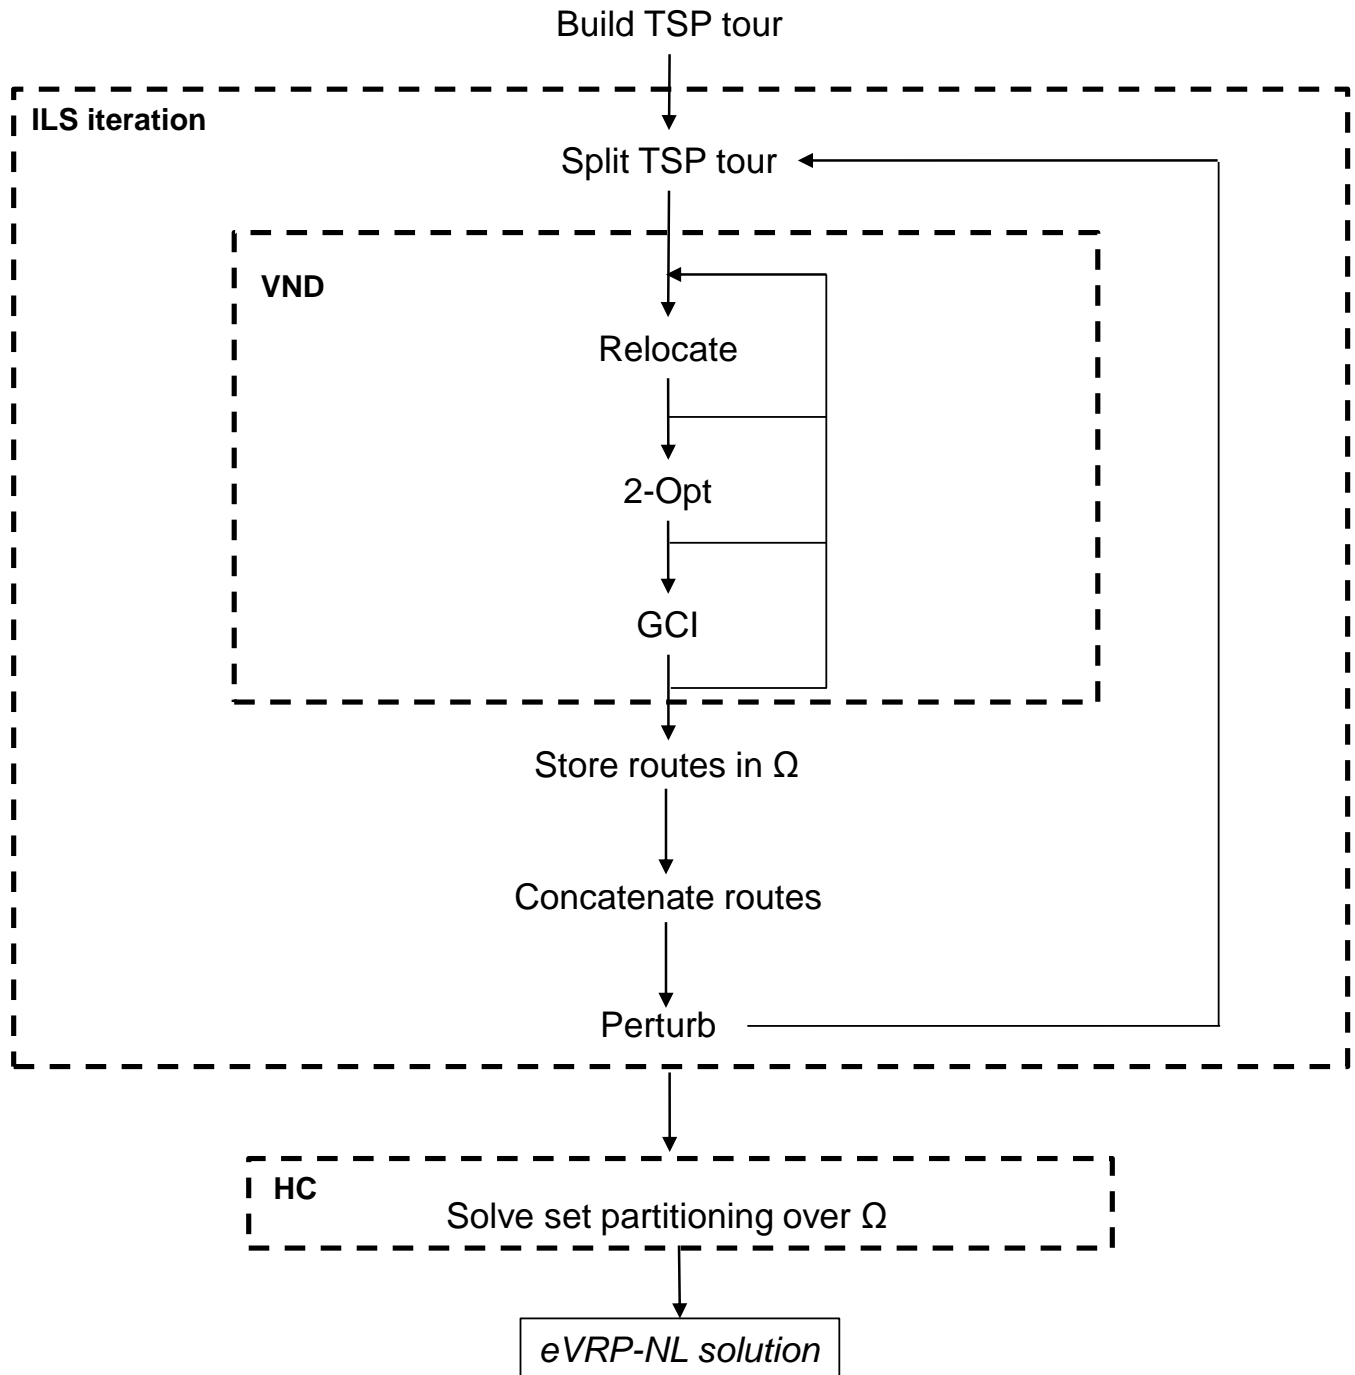 Build TSP tour
ILS iteration
Split TSP tour
VND
Relocate
2-Opt
GCI
Store routes in Ω
Concatenate routes
Perturb
HC
Solve set partitioning over Ω
eVRP-NL solution